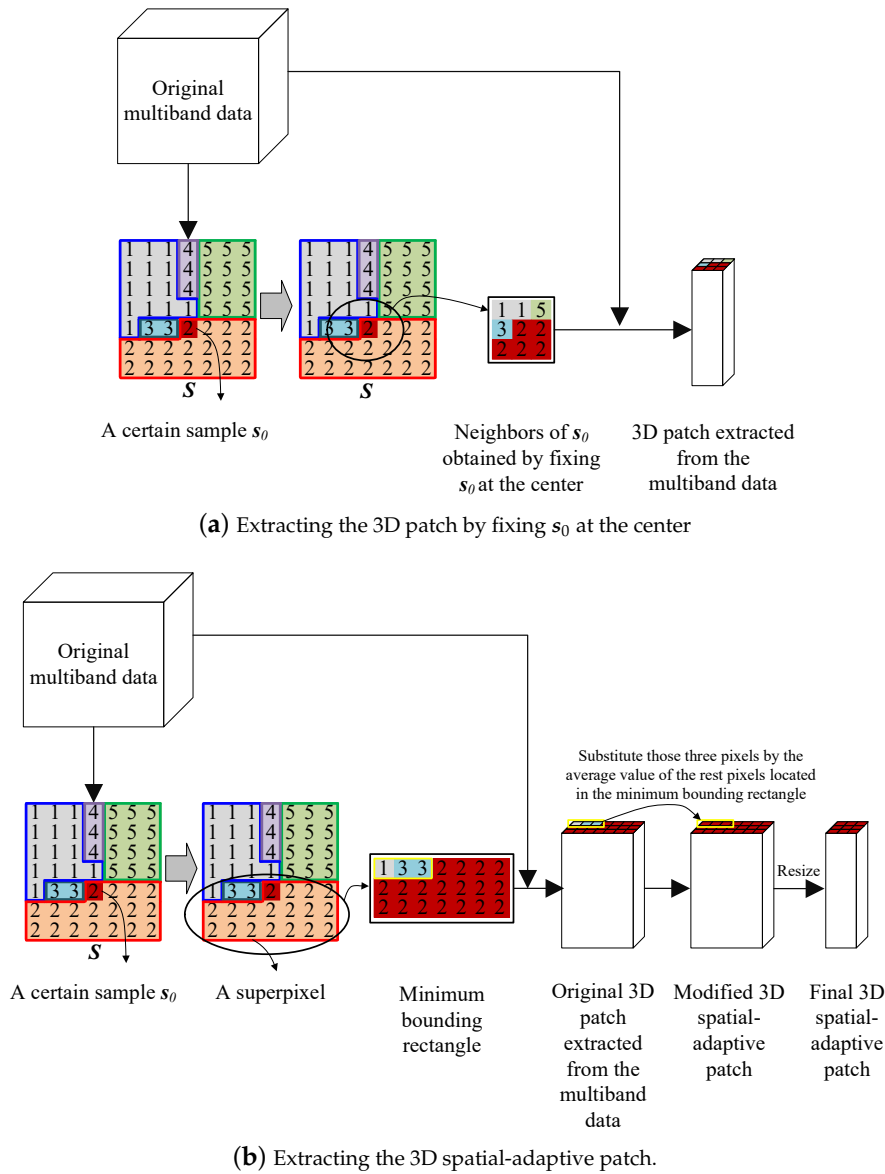 Original
multiband data
1 1 1 4 5 5 5
1 1 1 4 5 5 5
1 1 1 4 5 5 5
1 1 1 1 5 5 5
1 3 3 2 2 2 2
2 2 2 2 2 2 2
2 2 2 2 2 2 2
S
1 1 1 4 5 5 5
1 1 1 4 5 5 5
1 1 1 4 5 5 5
1 1 1 1 5 5 5
1 3 3 2 2 2 2
2 2 2 2 2 2 2
2 2 2 2 2 2 2
S
1 1 5
3 2 2
2 2 2
A certain sample s0
Neighbors of s0
obtained by fixing
s0 at the center
3D patch extracted
from the
multiband data
(a) Extracting the 3D patch by fixing s0 at the center
Original
multiband data
Substitute those three pixels by the
average value of the rest pixels located
in the minimum bounding rectangle
1 1 1 4 5 5 5
1 1 1 4 5 5 5
1 1 1 4 5 5 5
1 1 1 1 5 5 5
1 3 3 2 2 2 2
2 2 2 2 2 2 2
2 2 2 2 2 2 2
S
1 1 1 4 5 5 5
1 1 1 4 5 5 5
1 1 1 4 5 5 5
1 1 1 1 5 5 5
1 3 3 2 2 2 2
2 2 2 2 2 2 2
2 2 2 2 2 2 2
1 3 3 2 2 2 2
2 2 2 2 2 2 2
2 2 2 2 2 2 2
Resize
A certain sample s0
A superpixel
Minimum
bounding
rectangle
Original 3D
patch
extracted
from the
multiband
data
Modified 3D
spatial-
adaptive
patch
Final 3D
spatial-
adaptive
patch
(b) Extracting the 3D spatial-adaptive patch.